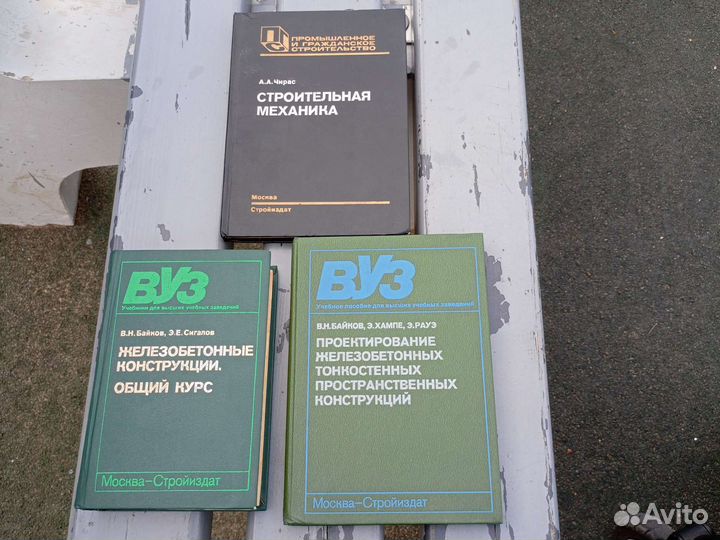 ПРОМЫШЛЕННОЕ
И ГРАЖДАНСКОЕ
СТРОИТЕЛЬСТВО
А.А.Чирас
СТРОИТЕЛЬНАЯ
МЕХАНИКА
Москва
Стройиздат
ВУЗ
Учебники для высших учебных заведений
В.Н.Байков, Э.Е.Сигалов
ЖЕЛЕЗОБЕТОННЫЕ
КОНСТРУКЦИИ.
ОБЩИЙ КУРС
Москва–Стройиздат
ВУЗ
Учебное пособие для высших учебных заведений
В.Н.БАЙКОВ, Э.ХАМПЕ, Э.РАУЭ
ПРОЕКТИРОВАНИЕ
ЖЕЛЕЗОБЕТОННЫХ
ТОНКОСТЕННЫХ
ПРОСТРАНСТВЕННЫХ
КОНСТРУКЦИЙ
Москва–Стройиздат
Avito